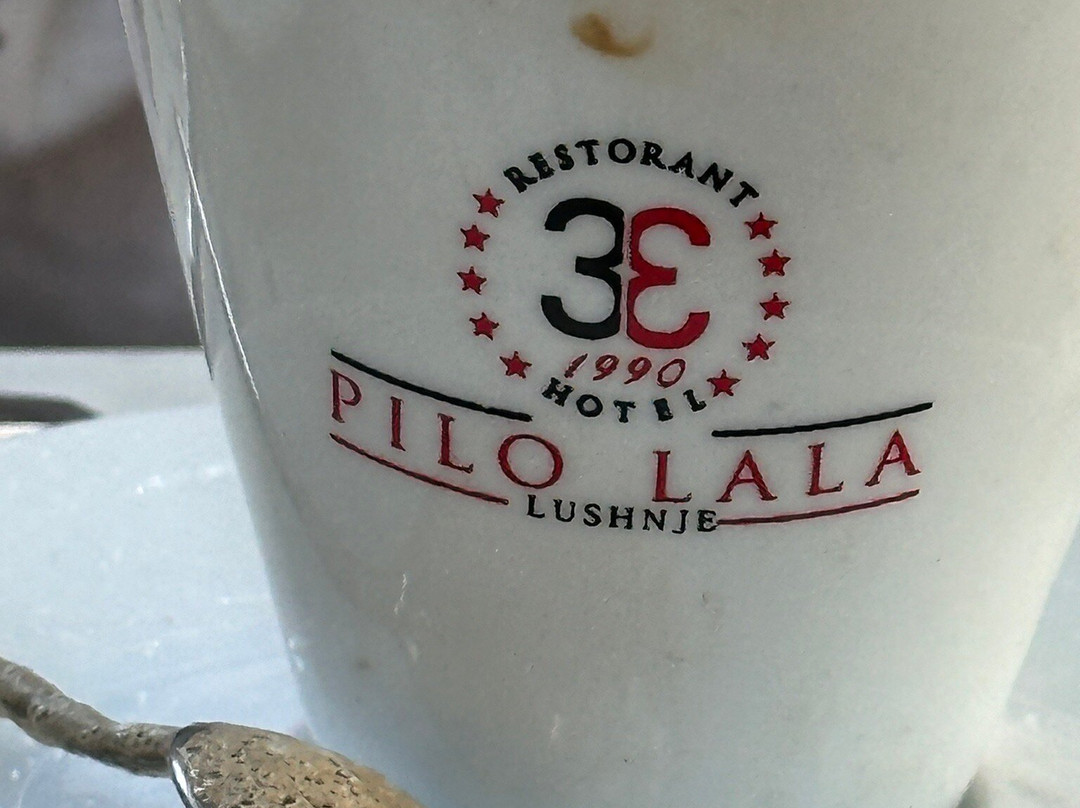 RESTORANT
3Ɛ
1990
HOTEL
PILO LALA
LUSHNJE